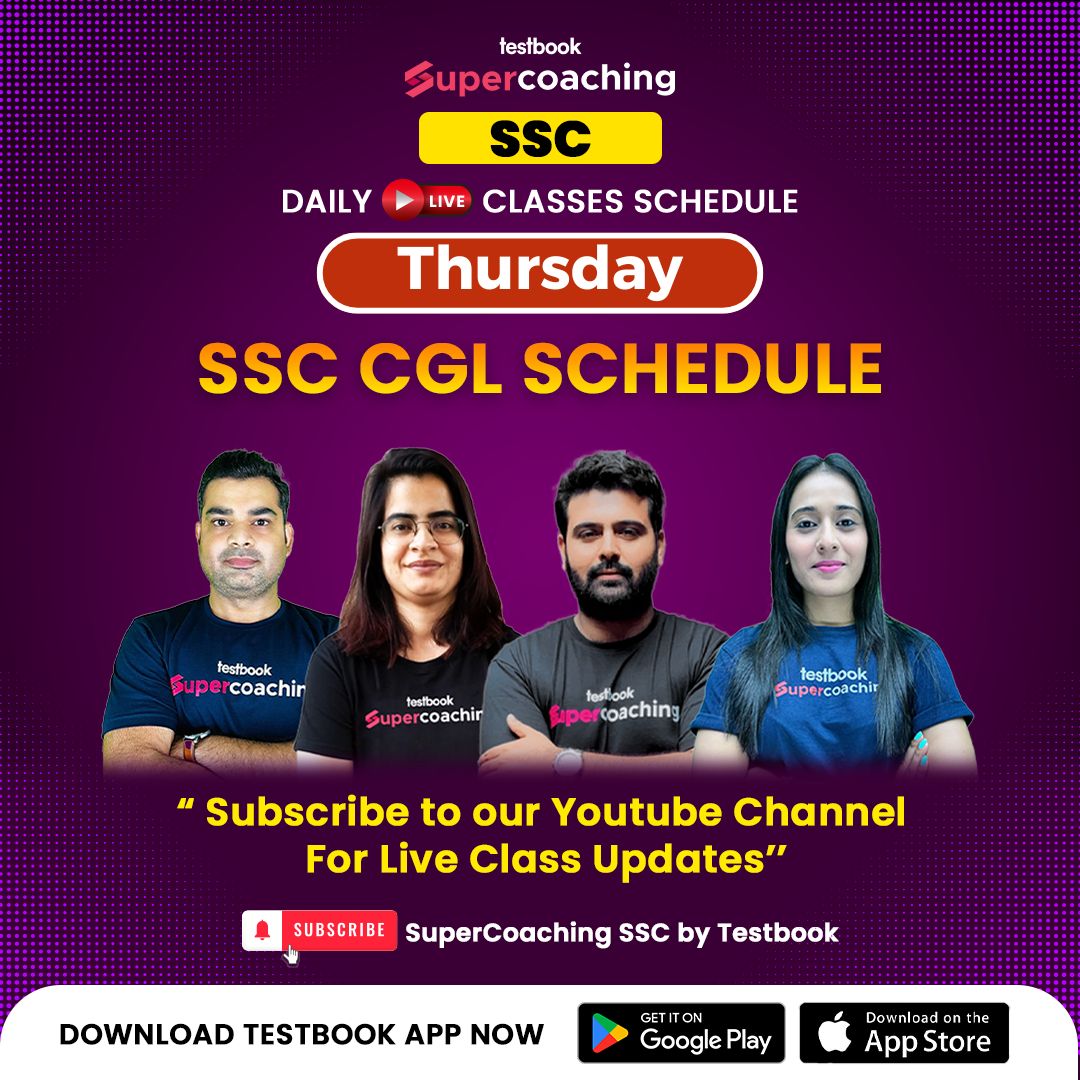 testbook
Supercoaching
SSC
DAILY LIVE CLASSES SCHEDULE
Thursday
SSC CGL SCHEDULE
testbook
Supercoachin
testbook
Supercoachin
testbook
Supercoaching
testbook
Supercoachin
“ Subscribe to our Youtube Channel
For Live Class Updates’’
SUBSCRIBE SuperCoaching SSC by Testbook
DOWNLOAD TESTBOOK APP NOW
GET IT ON
Google Play
Download on the
App Store